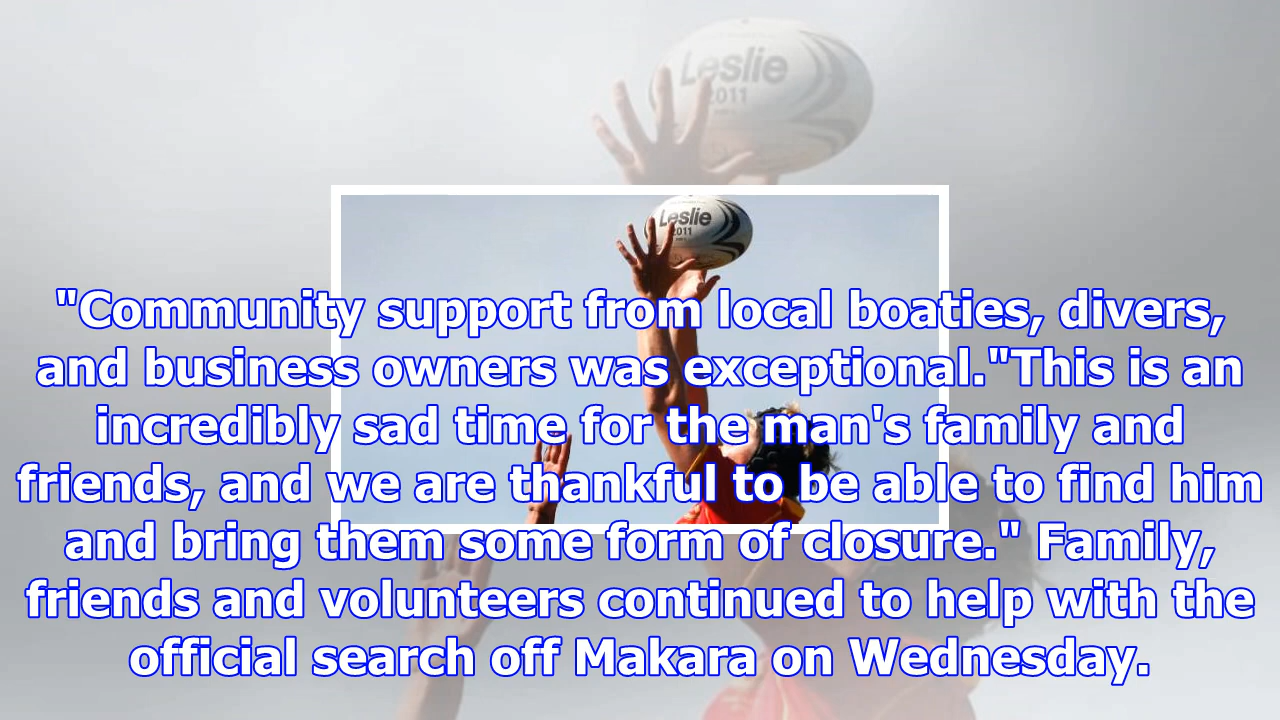 Leslie
2011
Leslie
2011
"Community support from local boaties, divers,
and business owners was exceptional."This is an
incredibly sad time for the man's family and
friends, and we are thankful to be able to find him
and bring them some form of closure." Family,
friends and volunteers continued to help with the
official search off Makara on Wednesday.